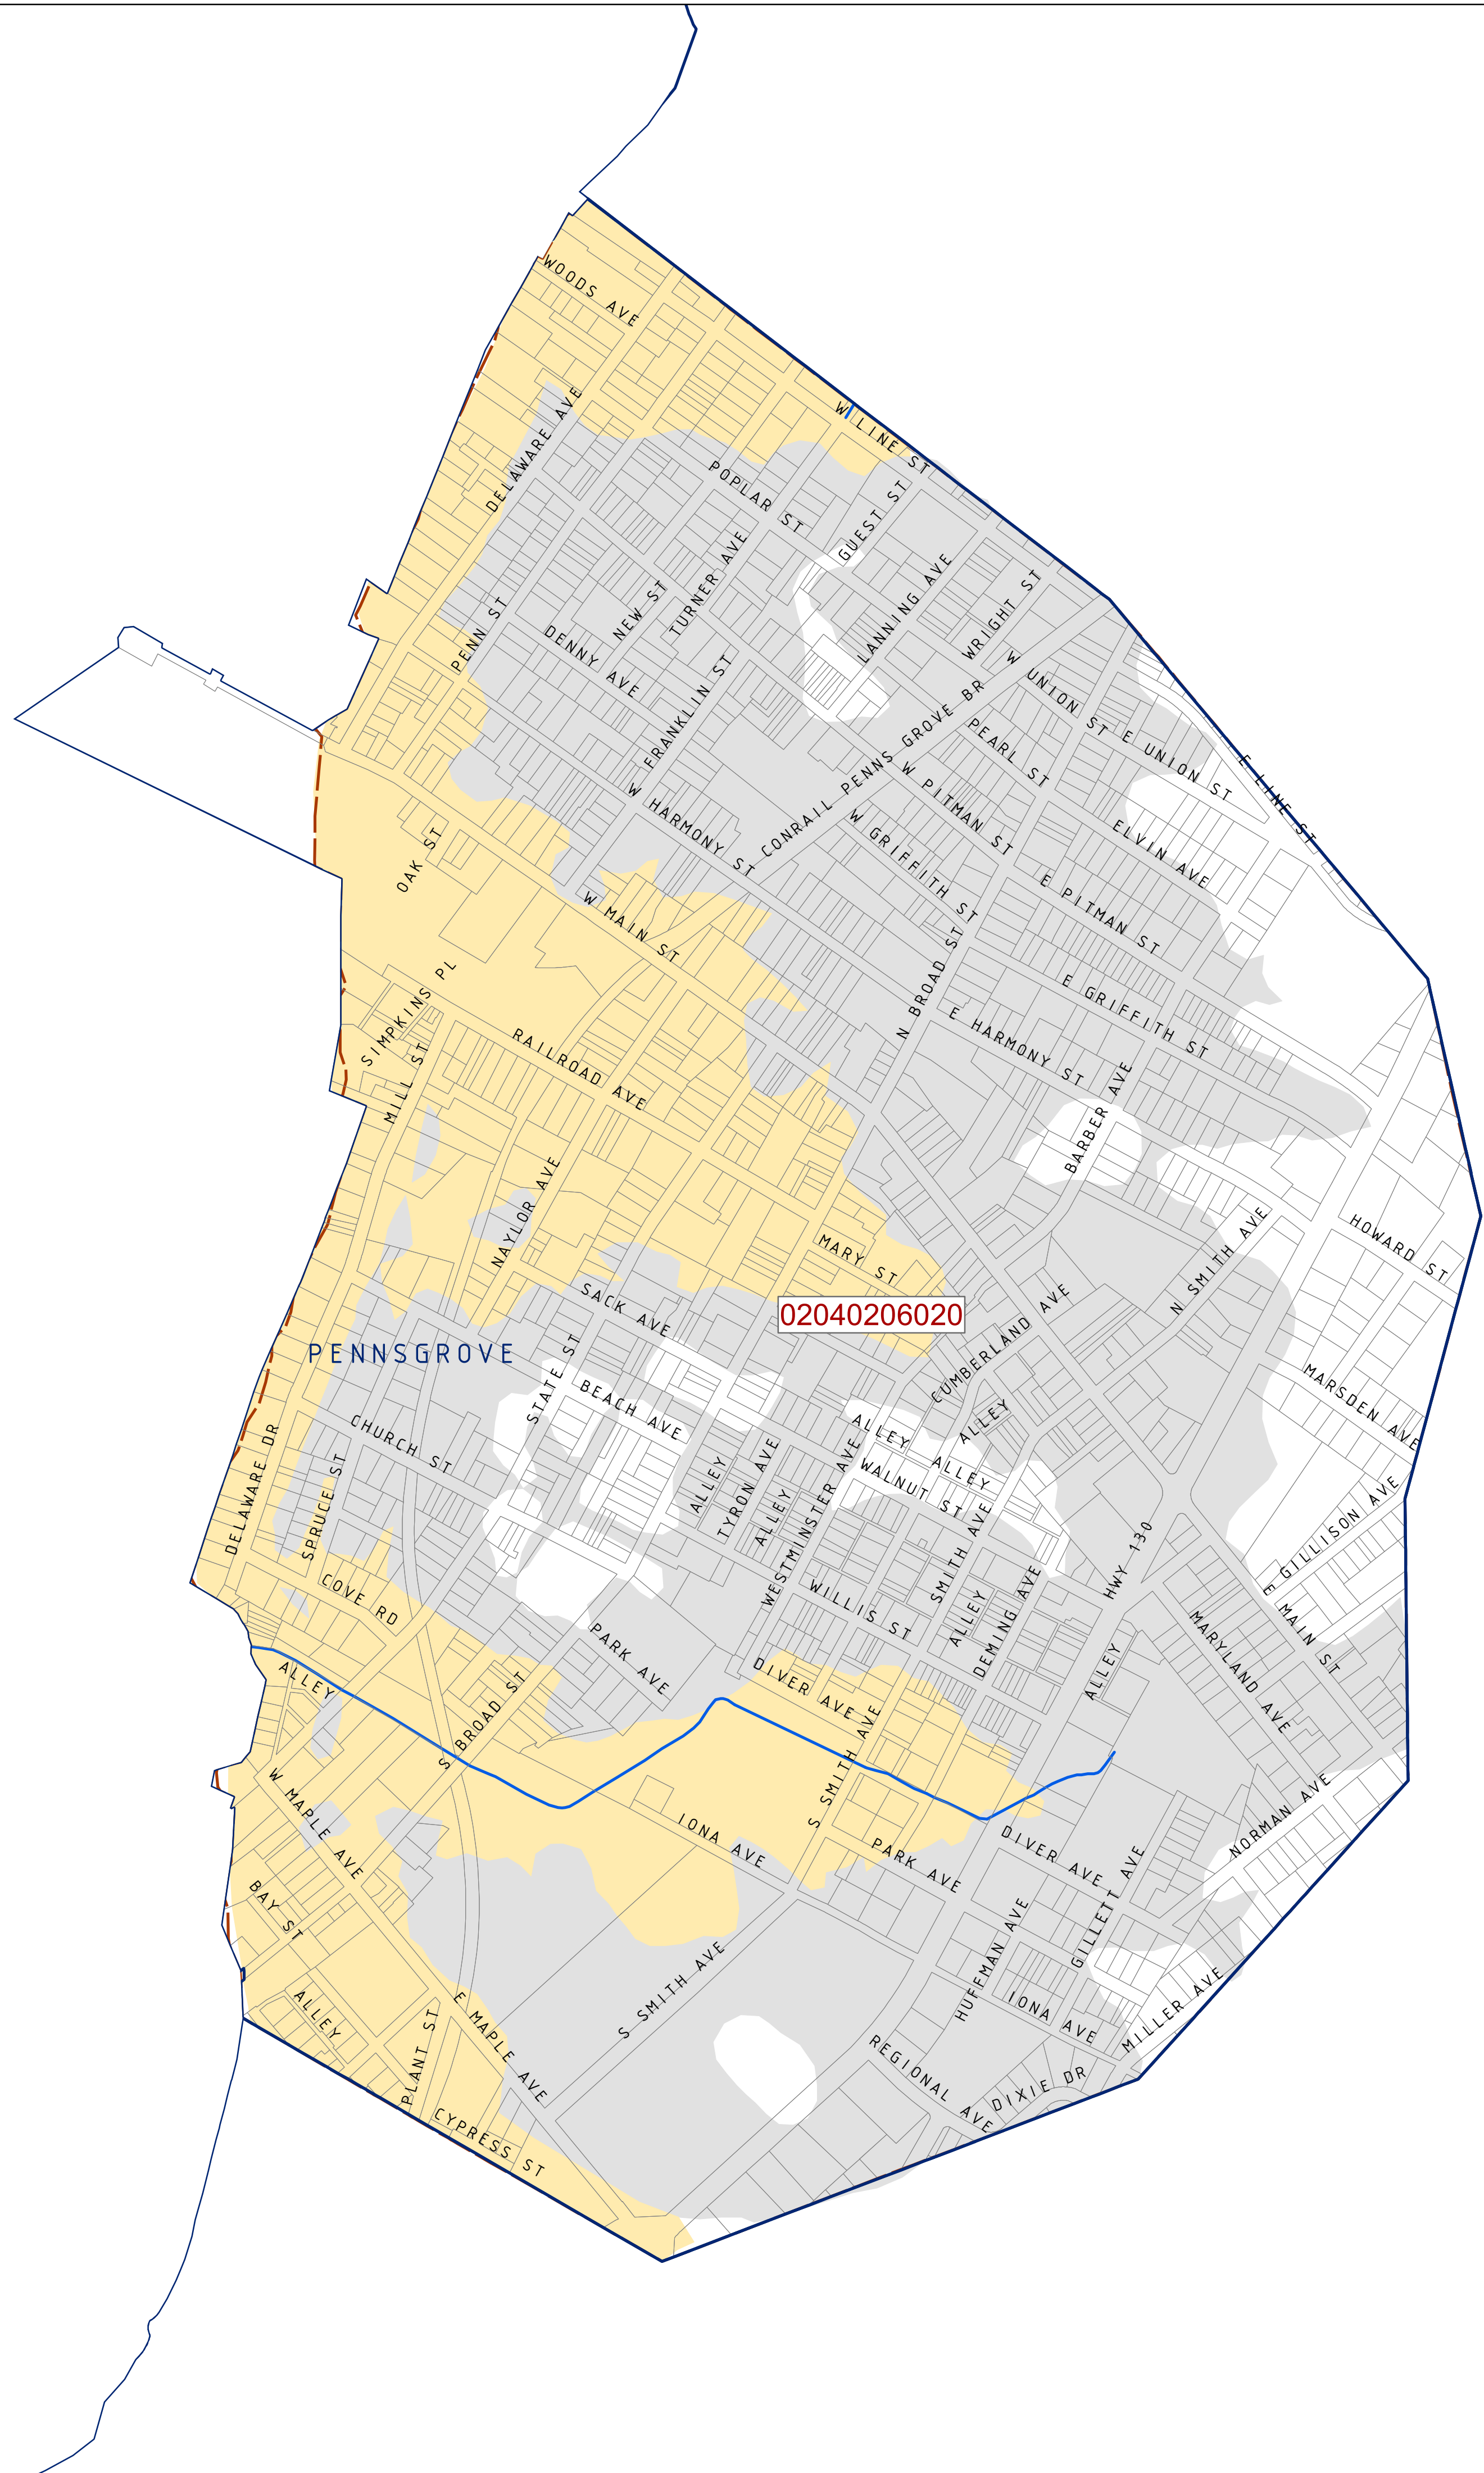 WOODS AVE
DELAWARE AVE
W LINE ST
POPLAR ST
GUEST ST
TURNER AVE
NEW ST
LANNING AVE
WRIGHT ST
PENN ST
DENNY AVE
FRANKLIN ST
W UNION ST
E UNION ST
E LINE ST
CONRAIL PENNS GROVE BR
PEARL ST
W PITMAN ST
W HARMONY ST
W GRIFFITH ST
ELVIN AVE
OAK ST
E PITMAN ST
W MAIN ST
N BROAD ST
E GRIFFITH ST
SIMPKINS PL
E HARMONY ST
RAILROAD AVE
MILL ST
BARBER AVE
NAYLOR AVE
MARY ST
N SMITH AVE
HOWARD ST
SACK AVE
02040206020
CUMBERLAND AVE
PENNSGROVE
STATE ST
BEACH AVE
MARSDEN AVE
CHURCH ST
ALLEY
ALLEY
DELAWARE DR
SPRUCE ST
ALLEY
TYRON AVE
ALLEY
WESTMINSTER AVE
WALNUT ST
ALLEY
E GILLISON AVE
HWY 130
COVE RD
WILLIS ST
SMITH AVE
ALLEY
DEMING AVE
E MAIN ST
PARK AVE
MARYLAND AVE
ALLEY
ALLEY
DIVER AVE
S BROAD ST
S SMITH AVE
W MAPLE AVE
IONA AVE
PARK AVE
DIVER AVE
NORMAN AVE
BAY ST
GILLETT AVE
HUFFMAN AVE
S SMITH AVE
ALLEY
PLANT ST
E MAPLE AVE
IONA AVE
MILLER AVE
REGIONAL AVE
DIXIE DR
CYPRESS ST